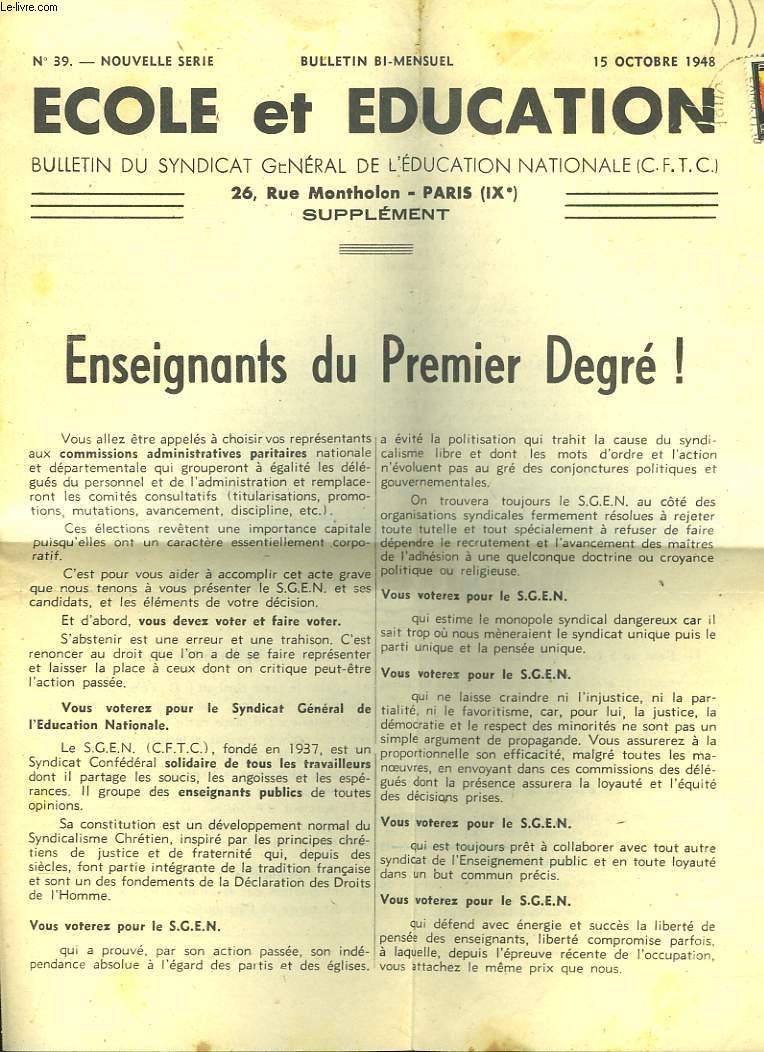 Le-livre.com
N° 39. — NOUVELLE SERIE BULLETIN BI-MENSUEL 15 OCTOBRE 1948
ECOLE et EDUCATION
BULLETIN DU SYNDICAT GÉNÉRAL DE L'ÉDUCATION NATIONALE (C.F.T.C.)
26, Rue Montholon - PARIS (IXe)
SUPPLÉMENT
Enseignants du Premier Degré !
Vous allez être appelés à choisir vos représentants
aux commissions administratives paritaires nationale
et départementale qui grouperont à égalité les délé-
gués du personnel et de l'administration et remplace-
ront les comités consultatifs (titularisations, promo-
tions, mutations, avancement, discipline, etc.).
Ces élections revêtent une importance capitale
puisqu'elles ont un caractère essentiellement corpo-
ratif.
C'est pour vous aider à accomplir cet acte grave
que nous tenons à vous présenter le S.G.E.N. et ses
candidats, et les éléments de votre décision.
Et d'abord, vous devez voter et faire voter.
S'abstenir est une erreur et une trahison. C'est
renoncer au droit que l'on a de se faire représenter
et laisser la place à ceux dont on critique peut-être
l'action passée.
Vous voterez pour le Syndicat Général de
l'Education Nationale.
Le S.G.E.N. (C.F.T.C.), fondé en 1937, est un
Syndicat Confédéral solidaire de tous les travailleurs
dont il partage les soucis, les angoisses et les espé-
rances. Il groupe des enseignants publics de toutes
opinions.
Sa constitution est un développement normal du
Syndicalisme Chrétien, inspiré par les principes chré-
tiens de justice et de fraternité qui, depuis des
siècles, font partie intégrante de la tradition française
et sont un des fondements de la Déclaration des Droits
de l'Homme.
Vous voterez pour le S.G.E.N.
qui a prouvé, par son action passée, son indé-
pendance absolue à l'égard des partis et des églises.
a évité la politisation qui trahit la cause du syndi-
calisme libre et dont les mots d'ordre et l'action
n'évoluent pas au gré des conjonctures politiques et
gouvernementales.
On trouvera toujours le S.G.E.N. au côté des
organisations syndicales fermement résolues à rejeter
toute tutelle et tout spécialement à refuser de faire
dépendre le recrutement et l'avancement des maîtres
de l'adhésion à une quelconque doctrine ou croyance
politique ou religieuse.
Vous voterez pour le S.G.E.N.
qui estime le monopole syndical dangereux car il
sait trop où nous mèneraient le syndicat unique puis le
parti unique et la pensée unique.
Vous voterez pour le S.G.E.N.
qui ne laisse craindre ni l'injustice, ni la par-
tialité, ni le favoritisme, car, pour lui, la justice, la
démocratie et le respect des minorités ne sont pas un
simple argument de propagande. Vous assurerez à la
proportionnelle son efficacité, malgré toutes les ma-
nœuvres, en envoyant dans ces commissions des délé-
gués dont la présence assurera la loyauté et l'équité
des décisions prises.
Vous voterez pour le S.G.E.N.
qui est toujours prêt à collaborer avec tout autre
syndicat de l'Enseignement public et en toute loyauté
dans un but commun précis.
Vous voterez pour le S.G.E.N.
qui défend avec énergie et succès la liberté de
pensée des enseignants, liberté compromise parfois,
à laquelle, depuis l'épreuve récente de l'occupation,
vous attachez le même prix que nous.